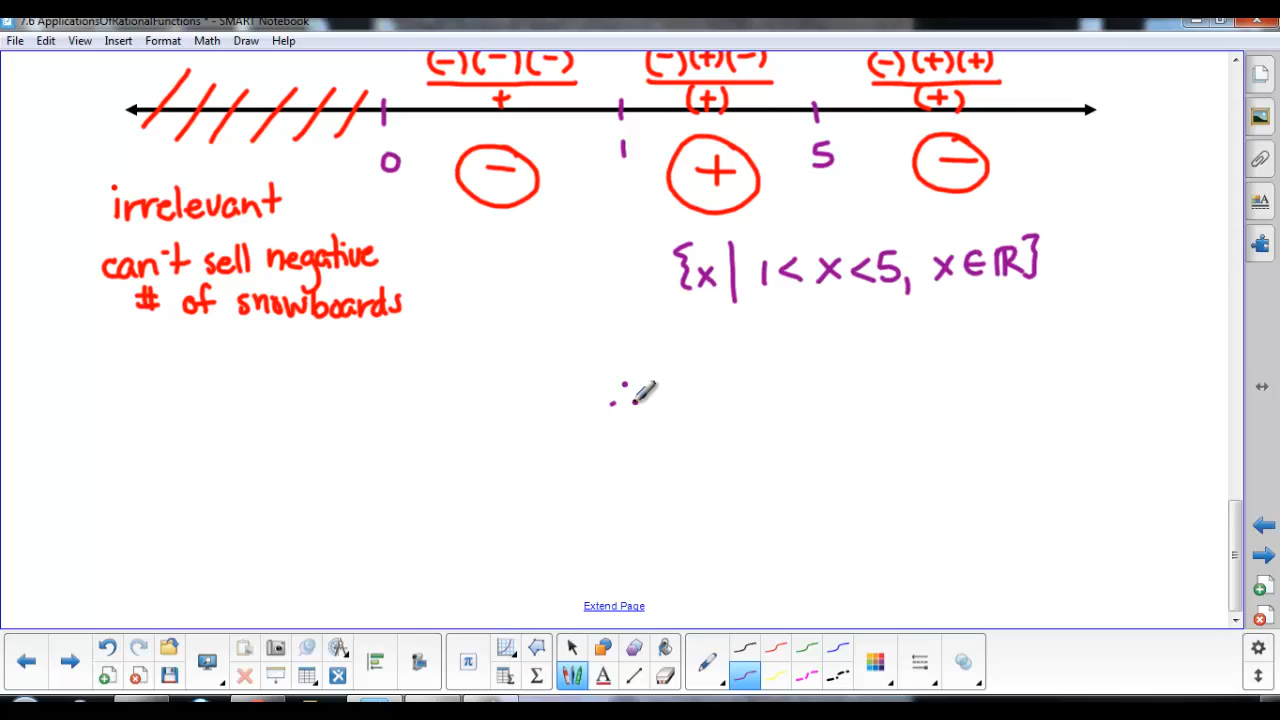 7.6 ApplicationsOfRationalFunctions * - SMART Notebook
File Edit View Insert Format Math Draw Help
(-)(-)(-) (-)(+)(-) (-)(+)(+)
+ (+) (+)
0 1 5
- + -
irrelevant
can't sell negative
# of snowboards
{x | 1 < x < 5, x ∈ ℝ}
∴
Extend Page